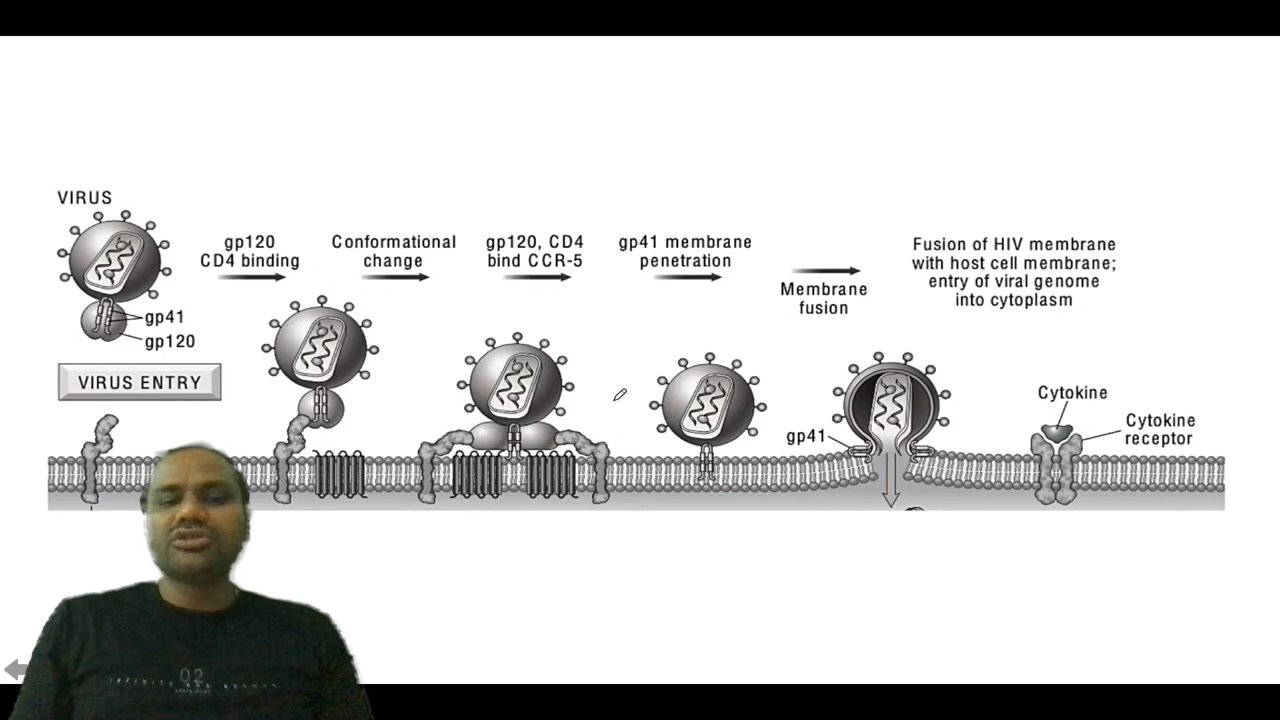 VIRUS
gp120
CD4 binding
Conformational
change
gp120, CD4
bind CCR-5
gp41 membrane
penetration
Membrane
fusion
Fusion of HIV membrane
with host cell membrane;
entry of viral genome
into cytoplasm
gp41
gp120
VIRUS ENTRY
gp41
Cytokine
Cytokine
receptor
02